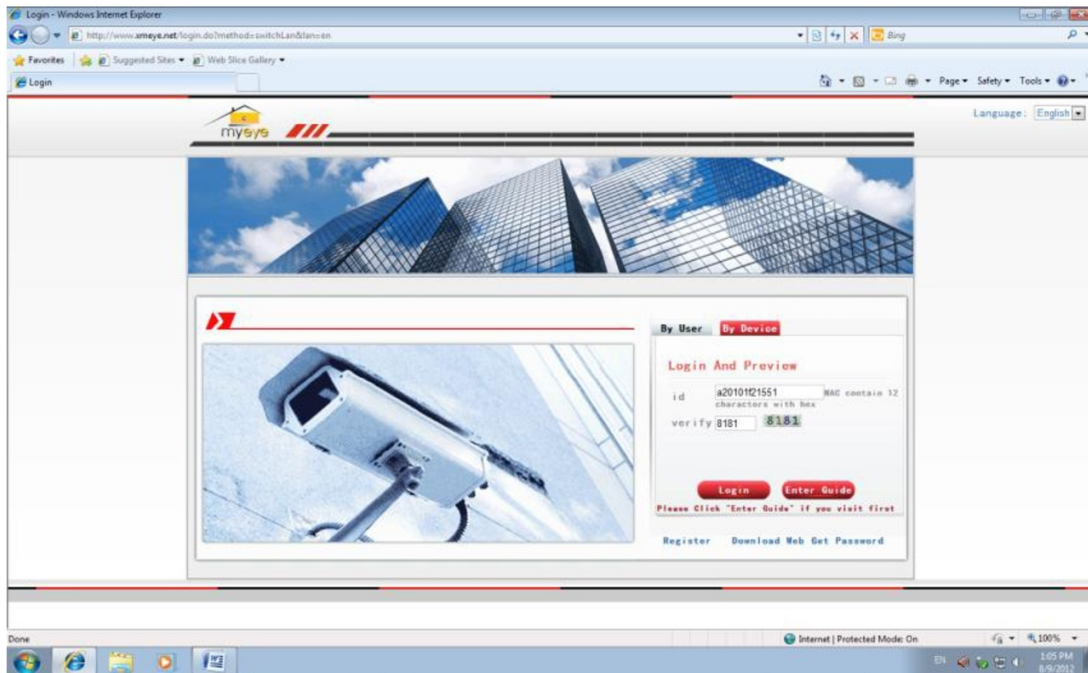 Login - Windows Internet Explorer
http://www.xmeye.net/login.do?method=switchLan&lan=en
Bing
Favorites Suggested Sites Web Slice Gallery
Login Page Safety Tools
Language: English
myeye
By User By Device
Login And Preview
id a20101f21551 MAC contain 12
charactors with hex
verify 8181 8181
Login Enter Guide
Please Click "Enter Guide" if you visit first
Register Download Web Get Password
Done Internet | Protected Mode: On 100%
EN 1:05 PM
8/9/2012